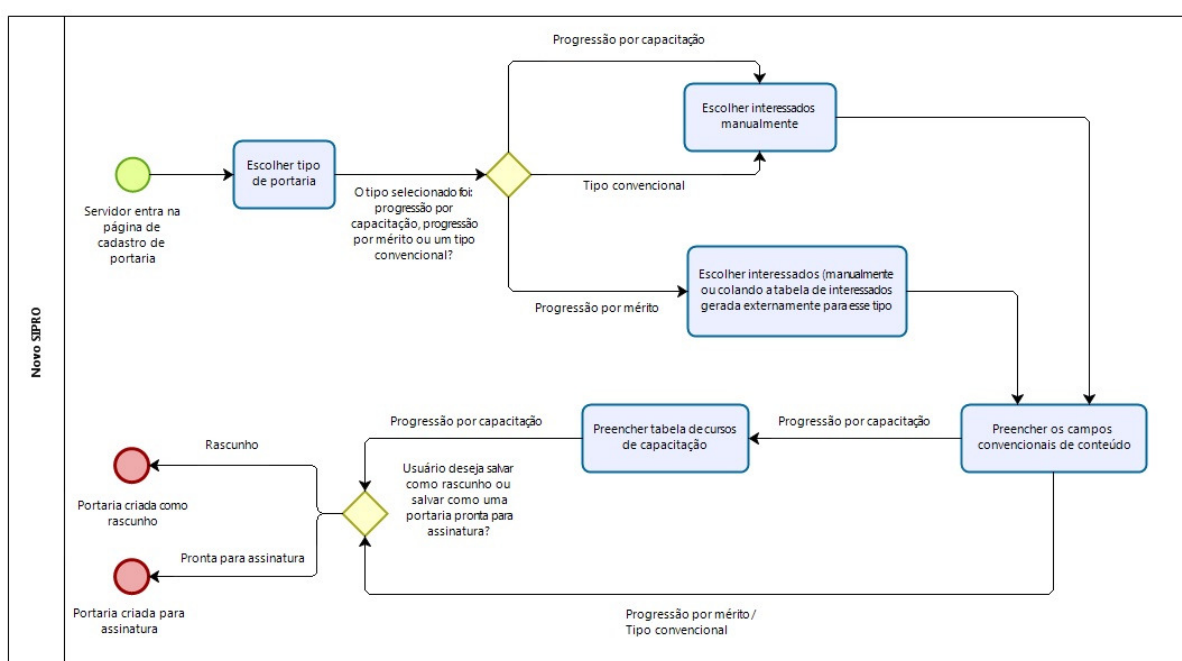 Novo SIPRO
Progressão por capacitação
Escolher interessados
manualmente
Escolher tipo
de portaria
Tipo convencional
Servidor entra na
página de
cadastro de
portaria
O tipo selecionado foi:
progressão por
capacitação, progressão
por mérito ou um tipo
convencional?
Escolher interessados (manualmente
ou colando a tabela de interessados
gerada externamente para esse tipo
Progressão por mérito
Preencher os campos
convencionais de conteúdo
Progressão por capacitação
Preencher tabela de cursos
de capacitação
Progressão por capacitação
Usuário deseja salvar
como rascunho ou
salvar como uma
portaria pronta para
assinatura?
Rascunho
Portaria criada como
rascunho
Pronta para assinatura
Portaria criada para
assinatura
Progressão por mérito/
Tipo convencional